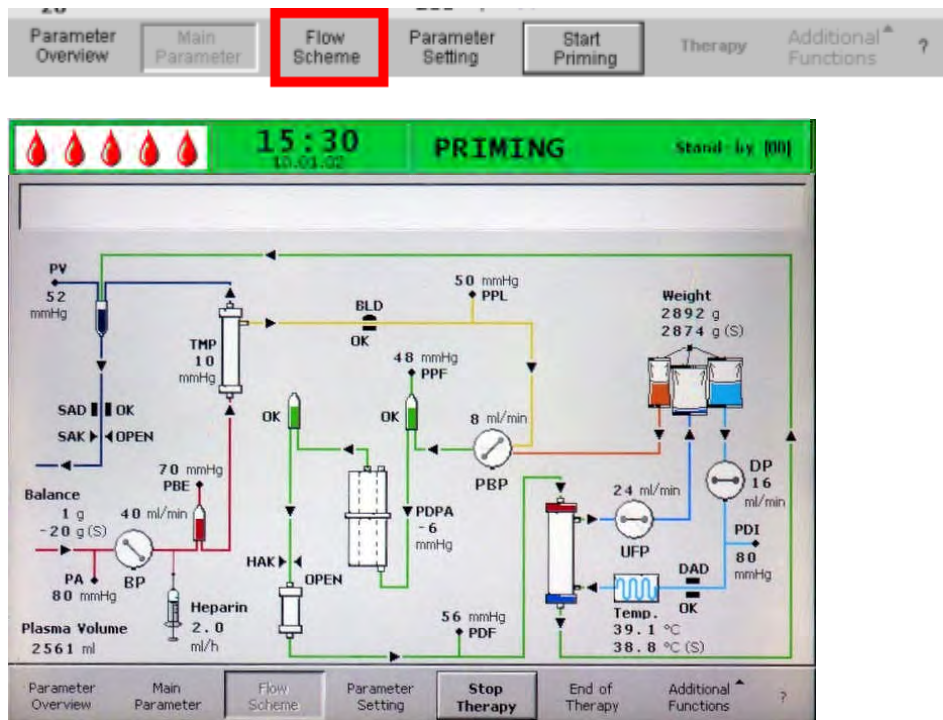 Parameter
Overview
Main
Parameter
Flow
Scheme
Parameter
Setting
Start
Priming
Therapy
Additional
Functions
?
15:30
10.01.02
PRIMING
Stand-by [00]
PV
52
mmHg
TMP
10
mmHg
BLD
OK
50 mmHg
PPL
Weight
2892 g
2874 g (S)
48 mmHg
PPF
SAD OK
SAK OPEN
OK
OK
8 ml/min
PBP
70 mmHg
PBE
Balance
1 g
-20 g (S)
40 ml/min
BP
PA
80 mmHg
PDPA
-6
mmHg
24 ml/min
UFP
DP
16
ml/min
PDI
80
mmHg
HAK
OPEN
DAD
OK
Heparin
2.0
ml/h
Plasma Volume
2561 ml
56 mmHg
PDF
Temp.
39.1 °C
38.8 °C (S)
Parameter
Overview
Main
Parameter
Flow
Scheme
Parameter
Setting
Stop
Therapy
End of
Therapy
Additional
Functions
?